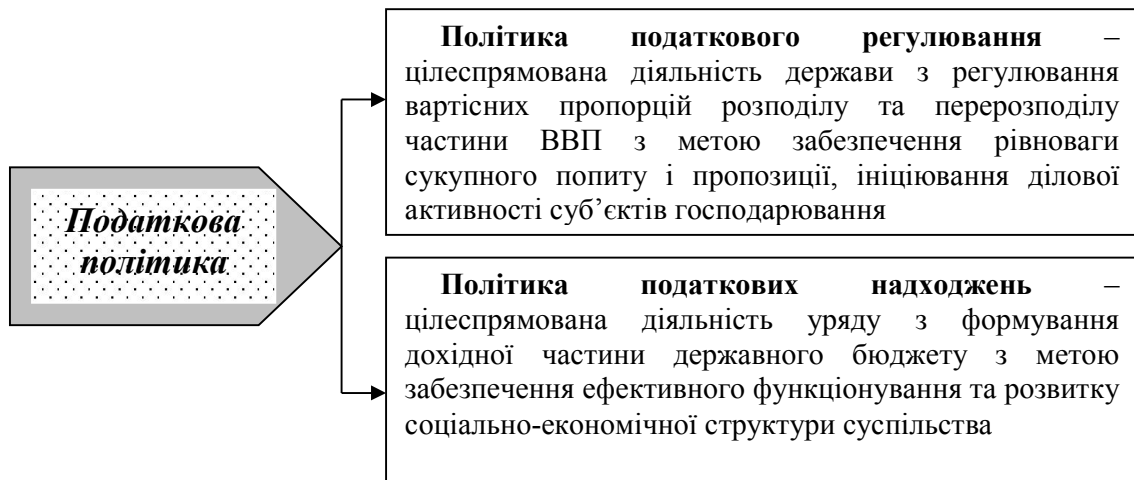 Податкова
політика
Політика податкового регулювання –
цілеспрямована діяльність держави з регулювання
вартісних пропорцій розподілу та перерозподілу
частини ВВП з метою забезпечення рівноваги
сукупного попиту і пропозиції, ініціювання ділової
активності суб’єктів господарювання
Політика податкових надходжень –
цілеспрямована діяльність уряду з формування
дохідної частини державного бюджету з метою
забезпечення ефективного функціонування та розвитку
соціально-економічної структури суспільства